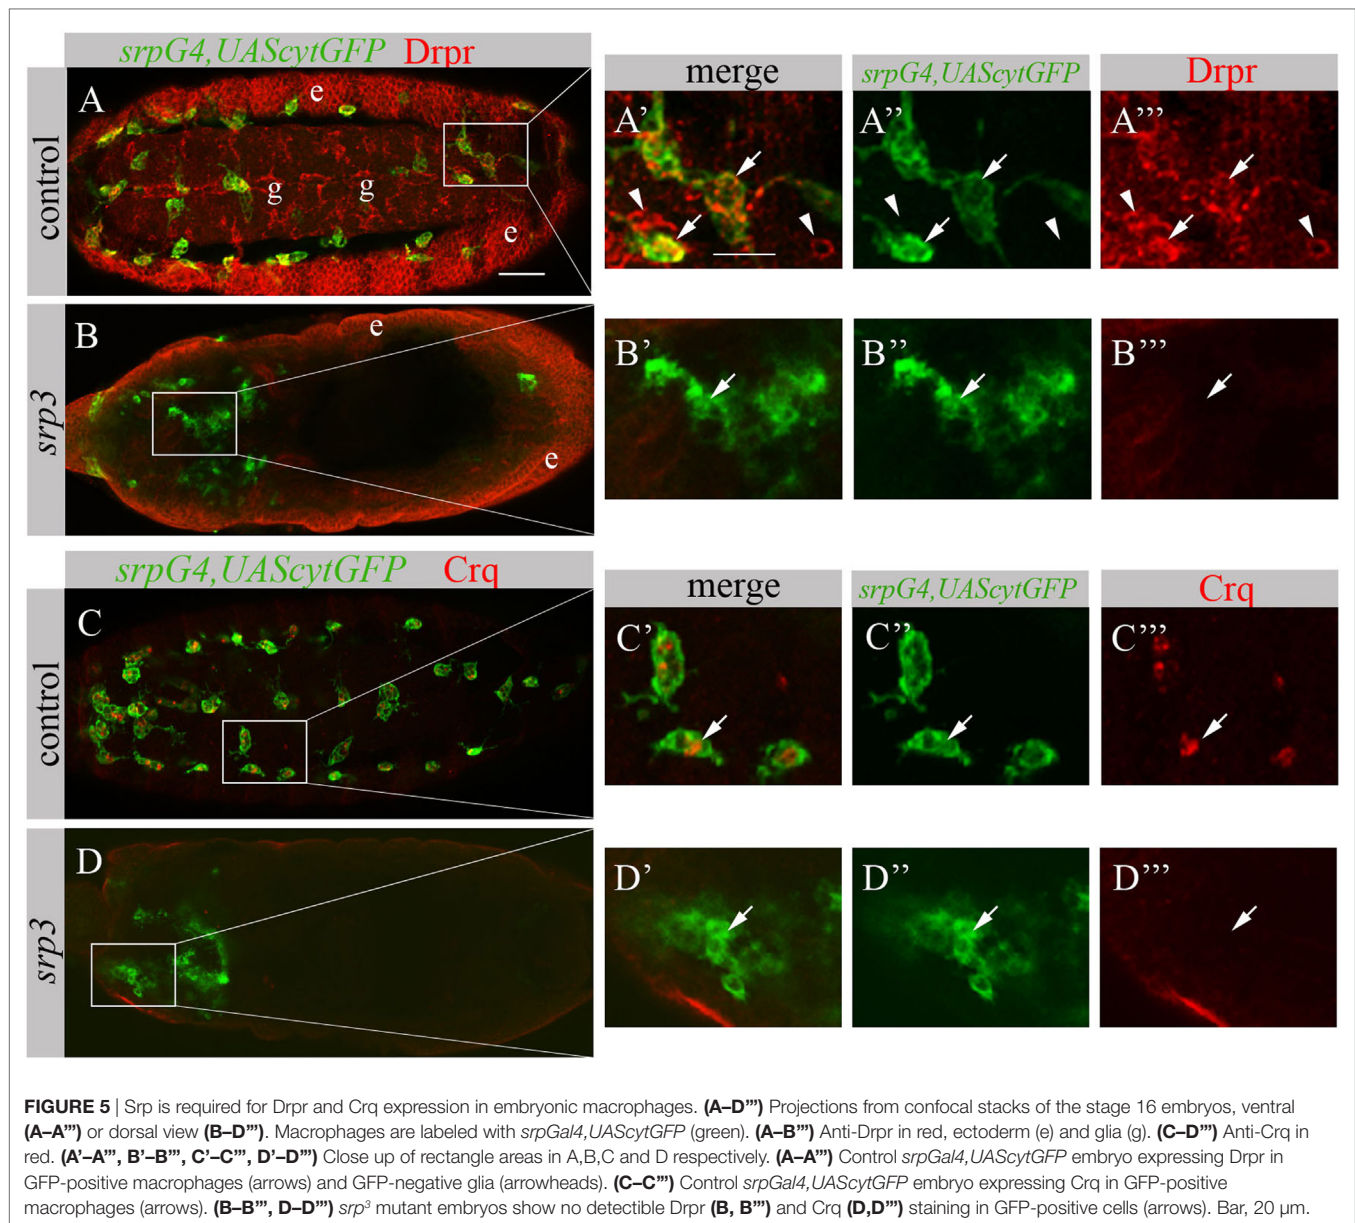 srpG4,UAScytGFP Drpr
control
A
e
g
g
e
merge
srpG4,UAScytGFP
Drpr
A’
A’’
A’’’
srp3
B
e
e
B’
B’’
B’’’
srpG4,UAScytGFP Crq
control
C
merge
srpG4,UAScytGFP
Crq
C’
C’’
C’’’
srp3
D
D’
D’’
D’’’
FIGURE 5 | Srp is required for Drpr and Crq expression in embryonic macrophages. (A–D’’’) Projections from confocal stacks of the stage 16 embryos, ventral
(A–A’’’) or dorsal view (B–D’’’). Macrophages are labeled with srpGal4,UAScytGFP (green). (A–B’’’) Anti-Drpr in red, ectoderm (e) and glia (g). (C–D’’’) Anti-Crq in
red. (A’–A’’’, B’–B’’’, C’–C’’’, D’–D’’’) Close up of rectangle areas in A,B,C and D respectively. (A–A’’’) Control srpGal4,UAScytGFP embryo expressing Drpr in
GFP-positive macrophages (arrows) and GFP-negative glia (arrowheads). (C–C’’’) Control srpGal4,UAScytGFP embryo expressing Crq in GFP-positive
macrophages (arrows). (B–B’’’, D–D’’’) srp³ mutant embryos show no detectible Drpr (B, B’’’) and Crq (D,D’’’) staining in GFP-positive cells (arrows). Bar, 20 µm.